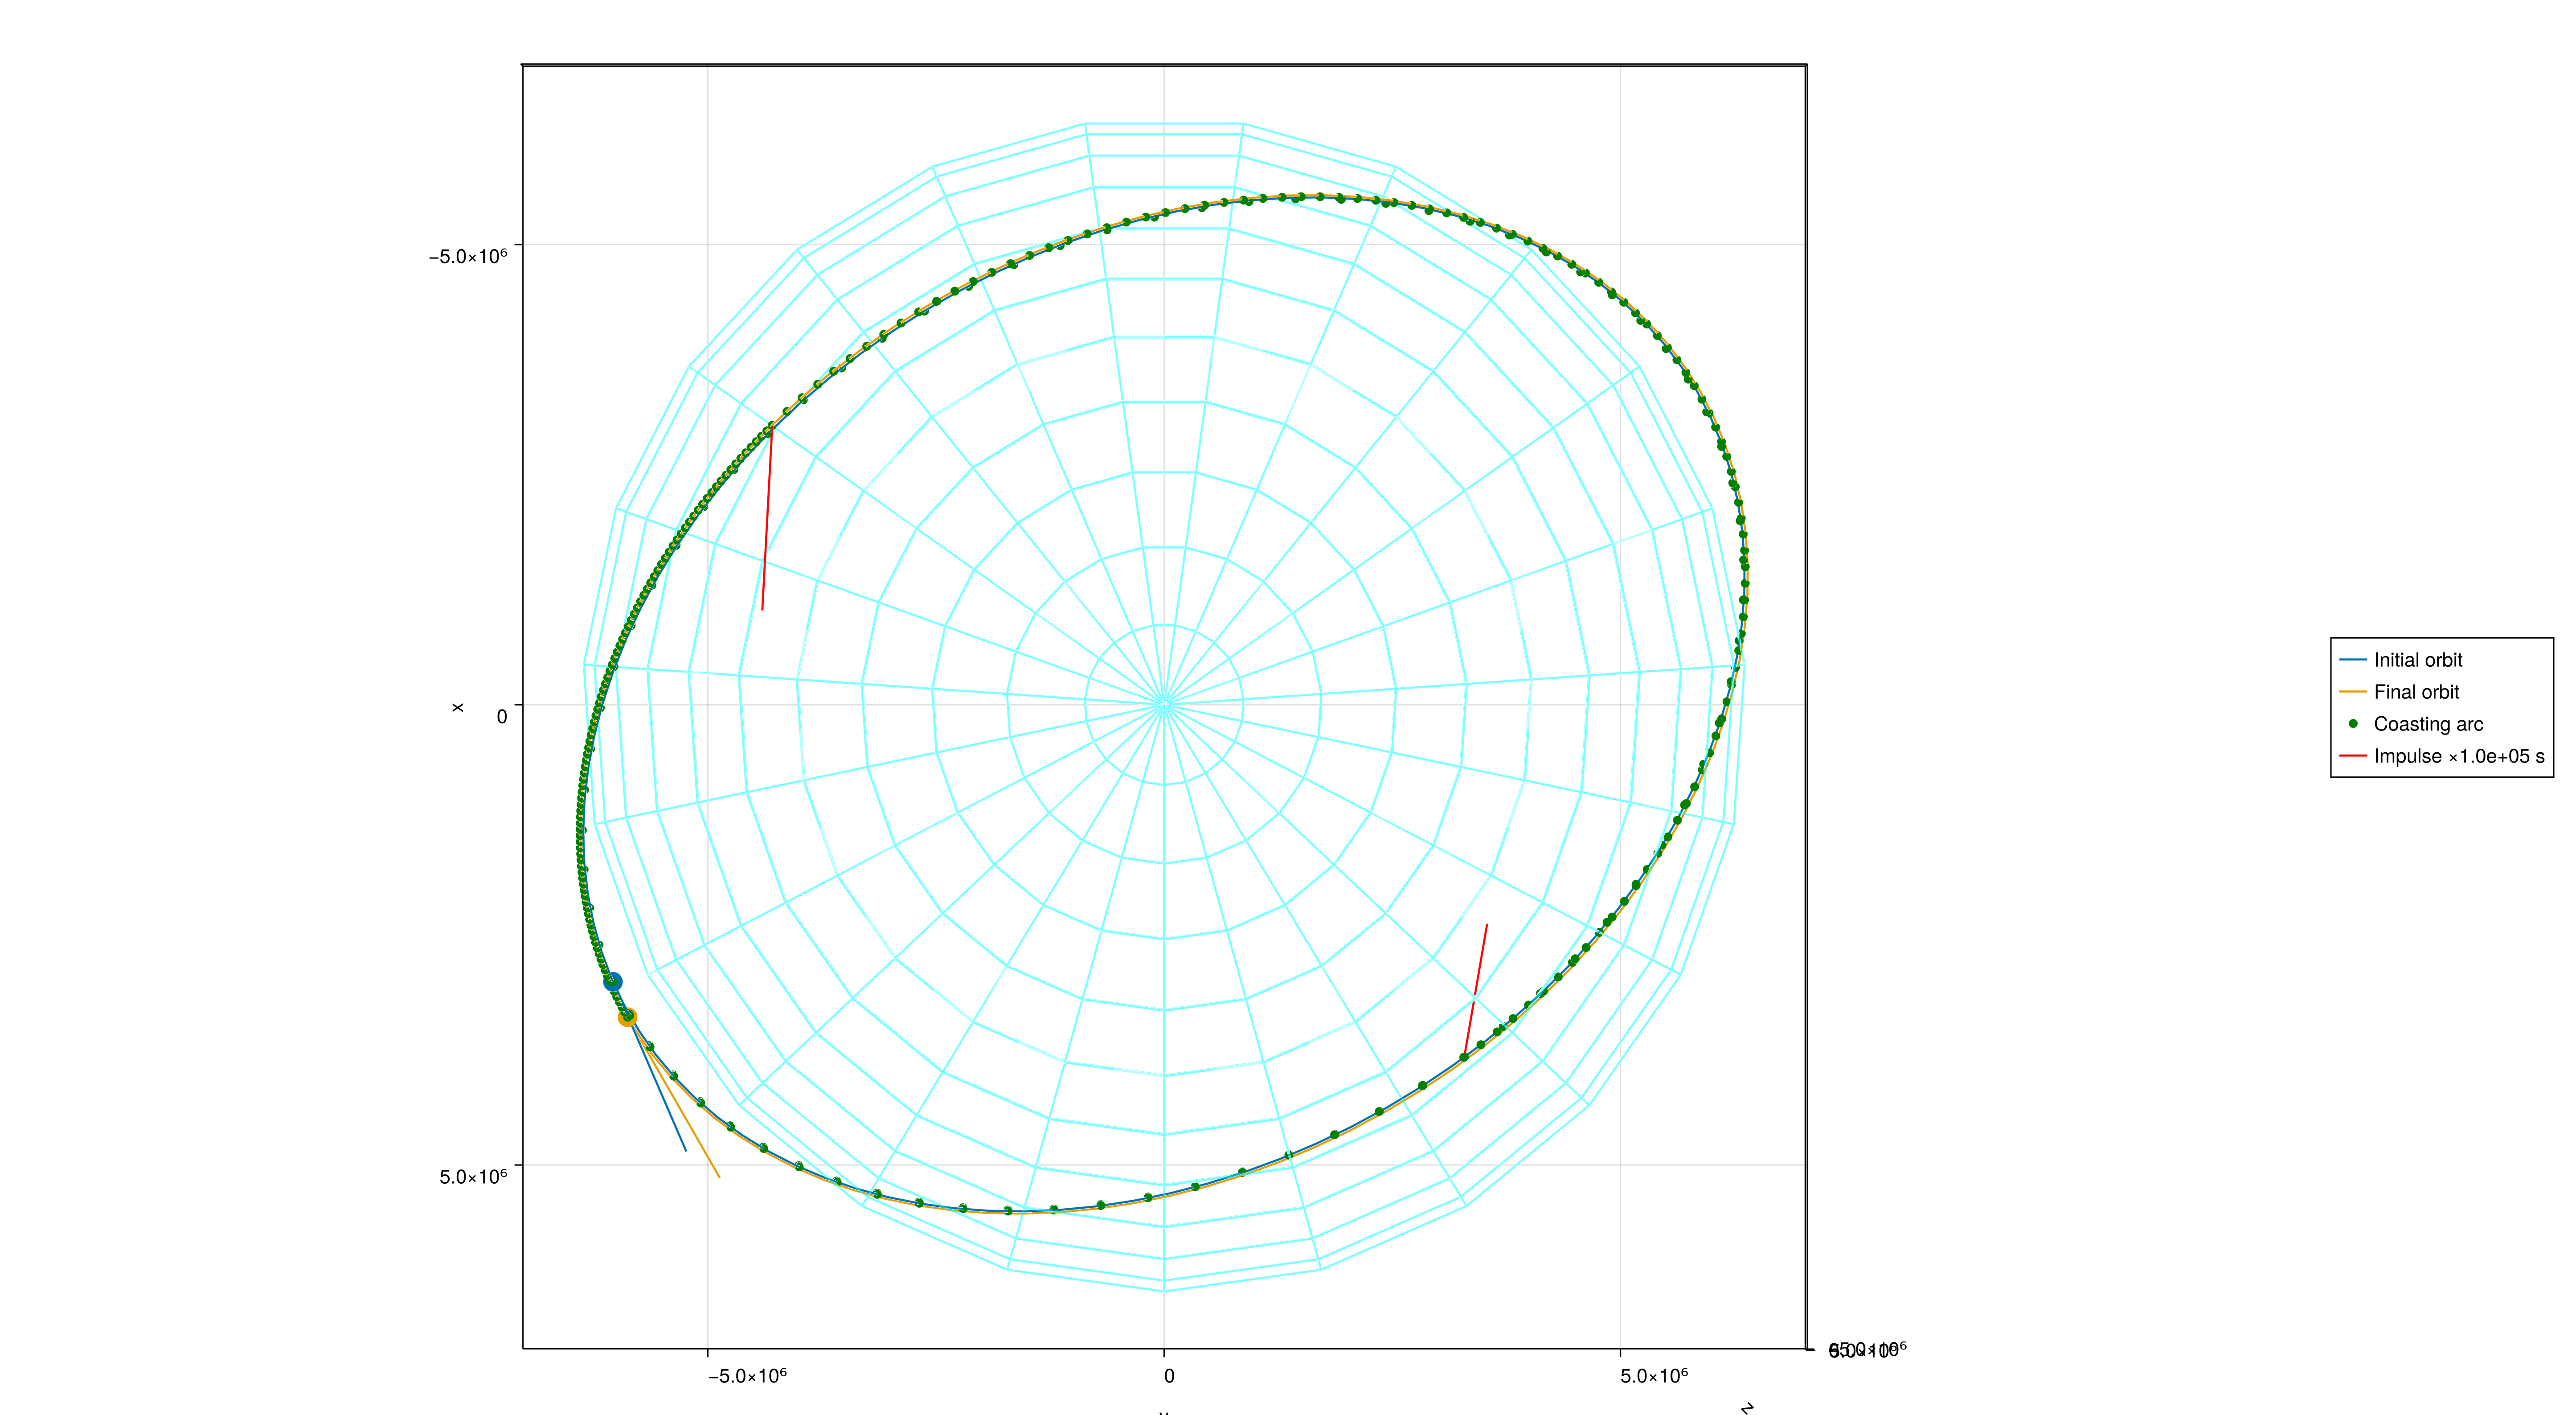 −5.0×10⁶
x
0
5.0×10⁶
−5.0×10⁶
0
5.0×10⁶
z
Initial orbit
Final orbit
Coasting arc
Impulse ×1.0e+05 s